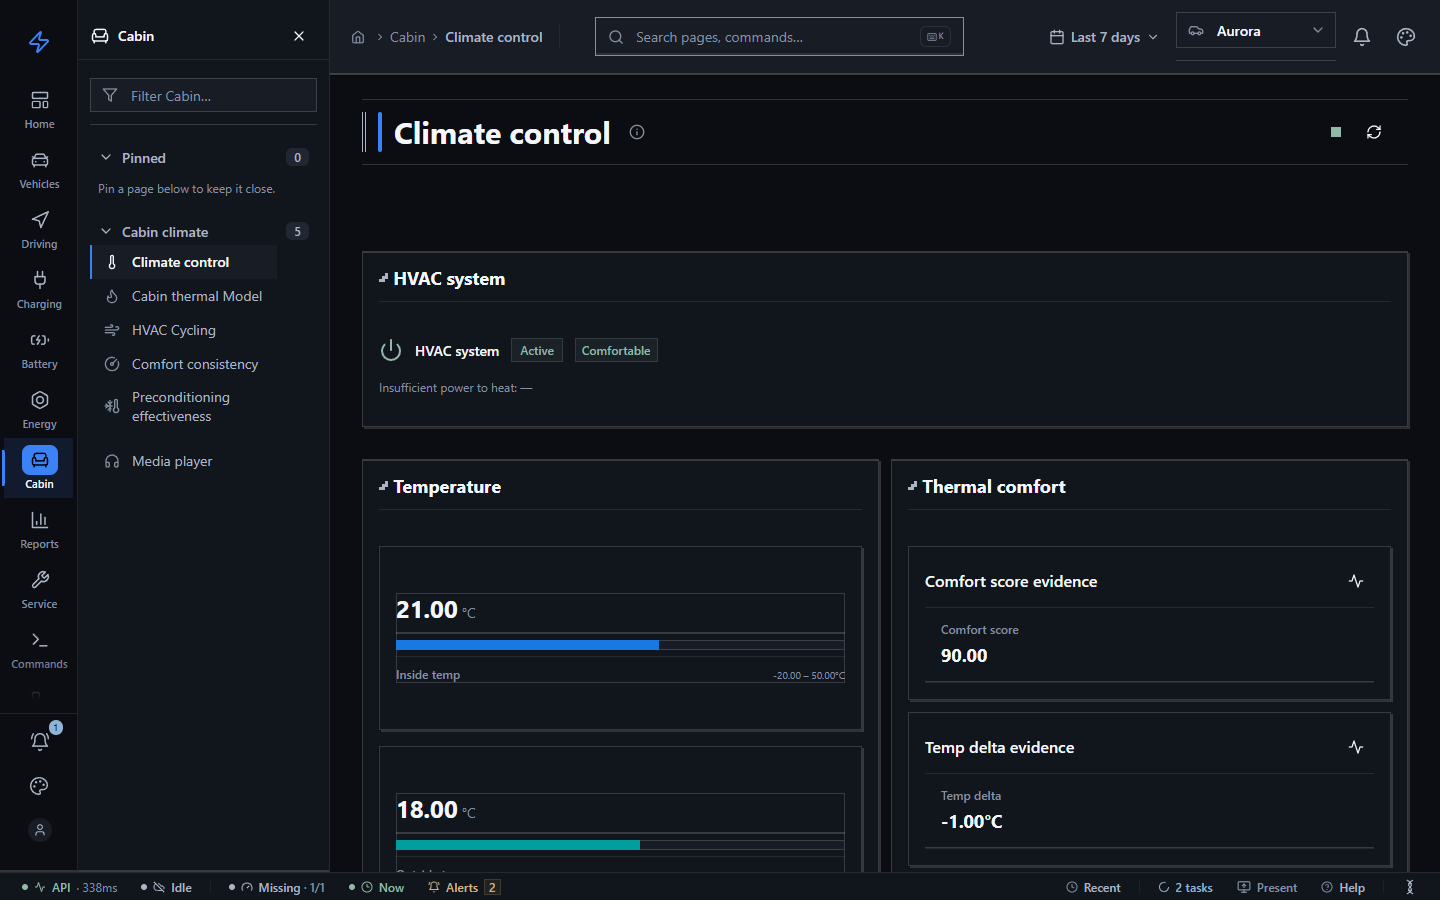 Home
Vehicles
Driving
Charging
Battery
Energy
Cabin
Reports
Service
Commands
1
Cabin
Filter Cabin...
Pinned
0
Pin a page below to keep it close.
Cabin climate
5
Climate control
Cabin thermal Model
HVAC Cycling
Comfort consistency
Preconditioning
effectiveness
Media player
Cabin
Climate control
Search pages, commands...
K
Last 7 days
Aurora
Climate control
HVAC system
HVAC system
Active
Comfortable
Insufficient power to heat: —
Temperature
21.00 °C
Inside temp
-20.00 – 50.00°C
18.00 °C
Thermal comfort
Comfort score evidence
Comfort score
90.00
Temp delta evidence
Temp delta
-1.00°C
API · 338ms
Idle
Missing · 1/1
Now
Alerts 2
Recent
2 tasks
Present
Help